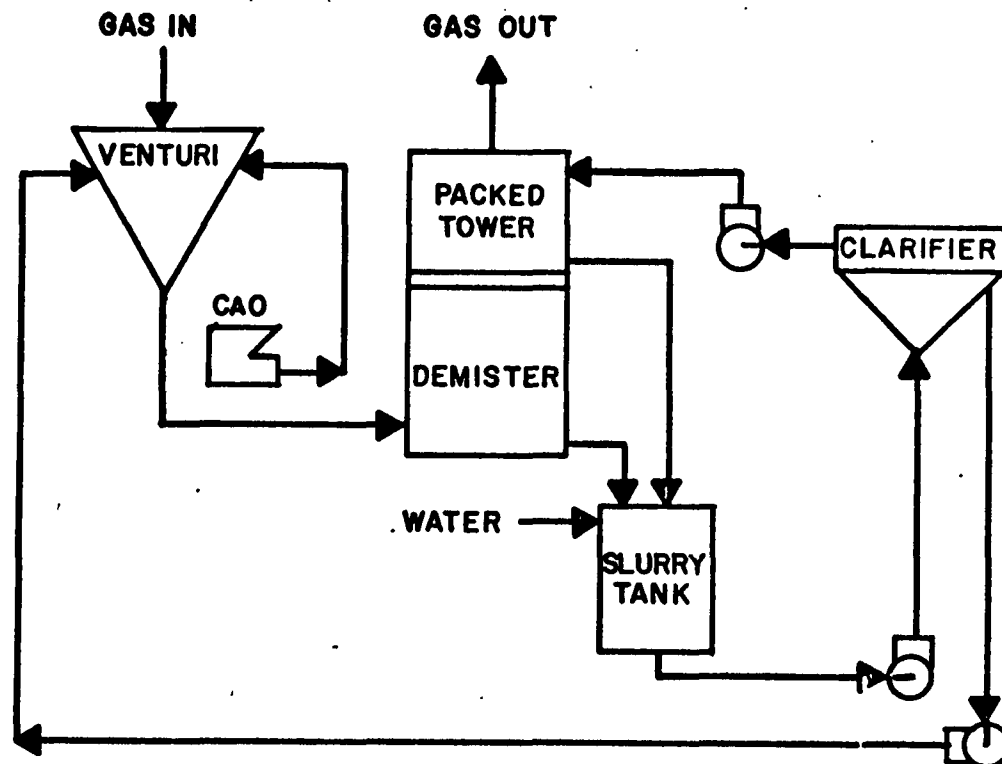 GAS IN
GAS OUT
VENTURI
PACKED
TOWER
CLARIFIER
CAO
DEMISTER
WATER
SLURRY
TANK